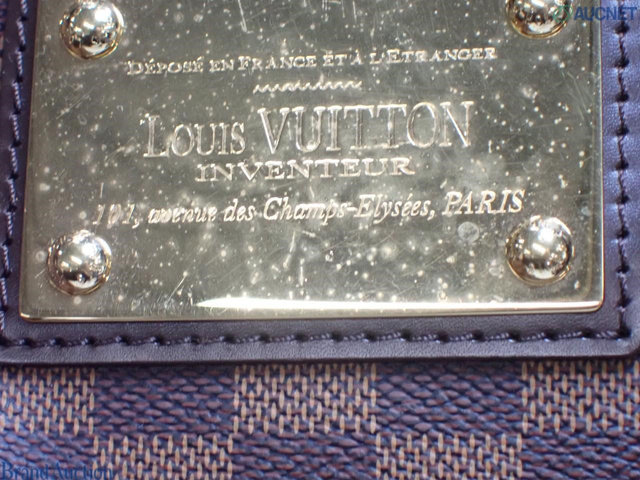 AUCNET
DÉPOSÉ EN FRANCE ET À L'ETRANGER
LOUIS VUITTON
INVENTEUR
101, avenue des Champs-Elysées, PARIS
Brand Auction